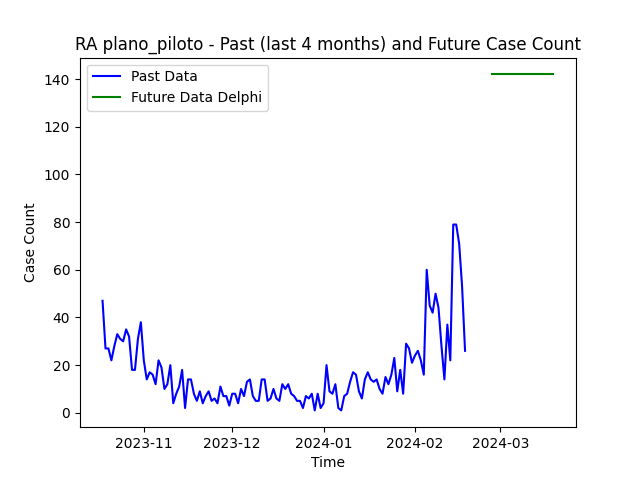 RA plano_piloto - Past (last 4 months) and Future Case Count
Past Data
Future Data Delphi
Case Count
140
120
100
80
60
40
20
0
2023-11
2023-12
2024-01
2024-02
2024-03
Time